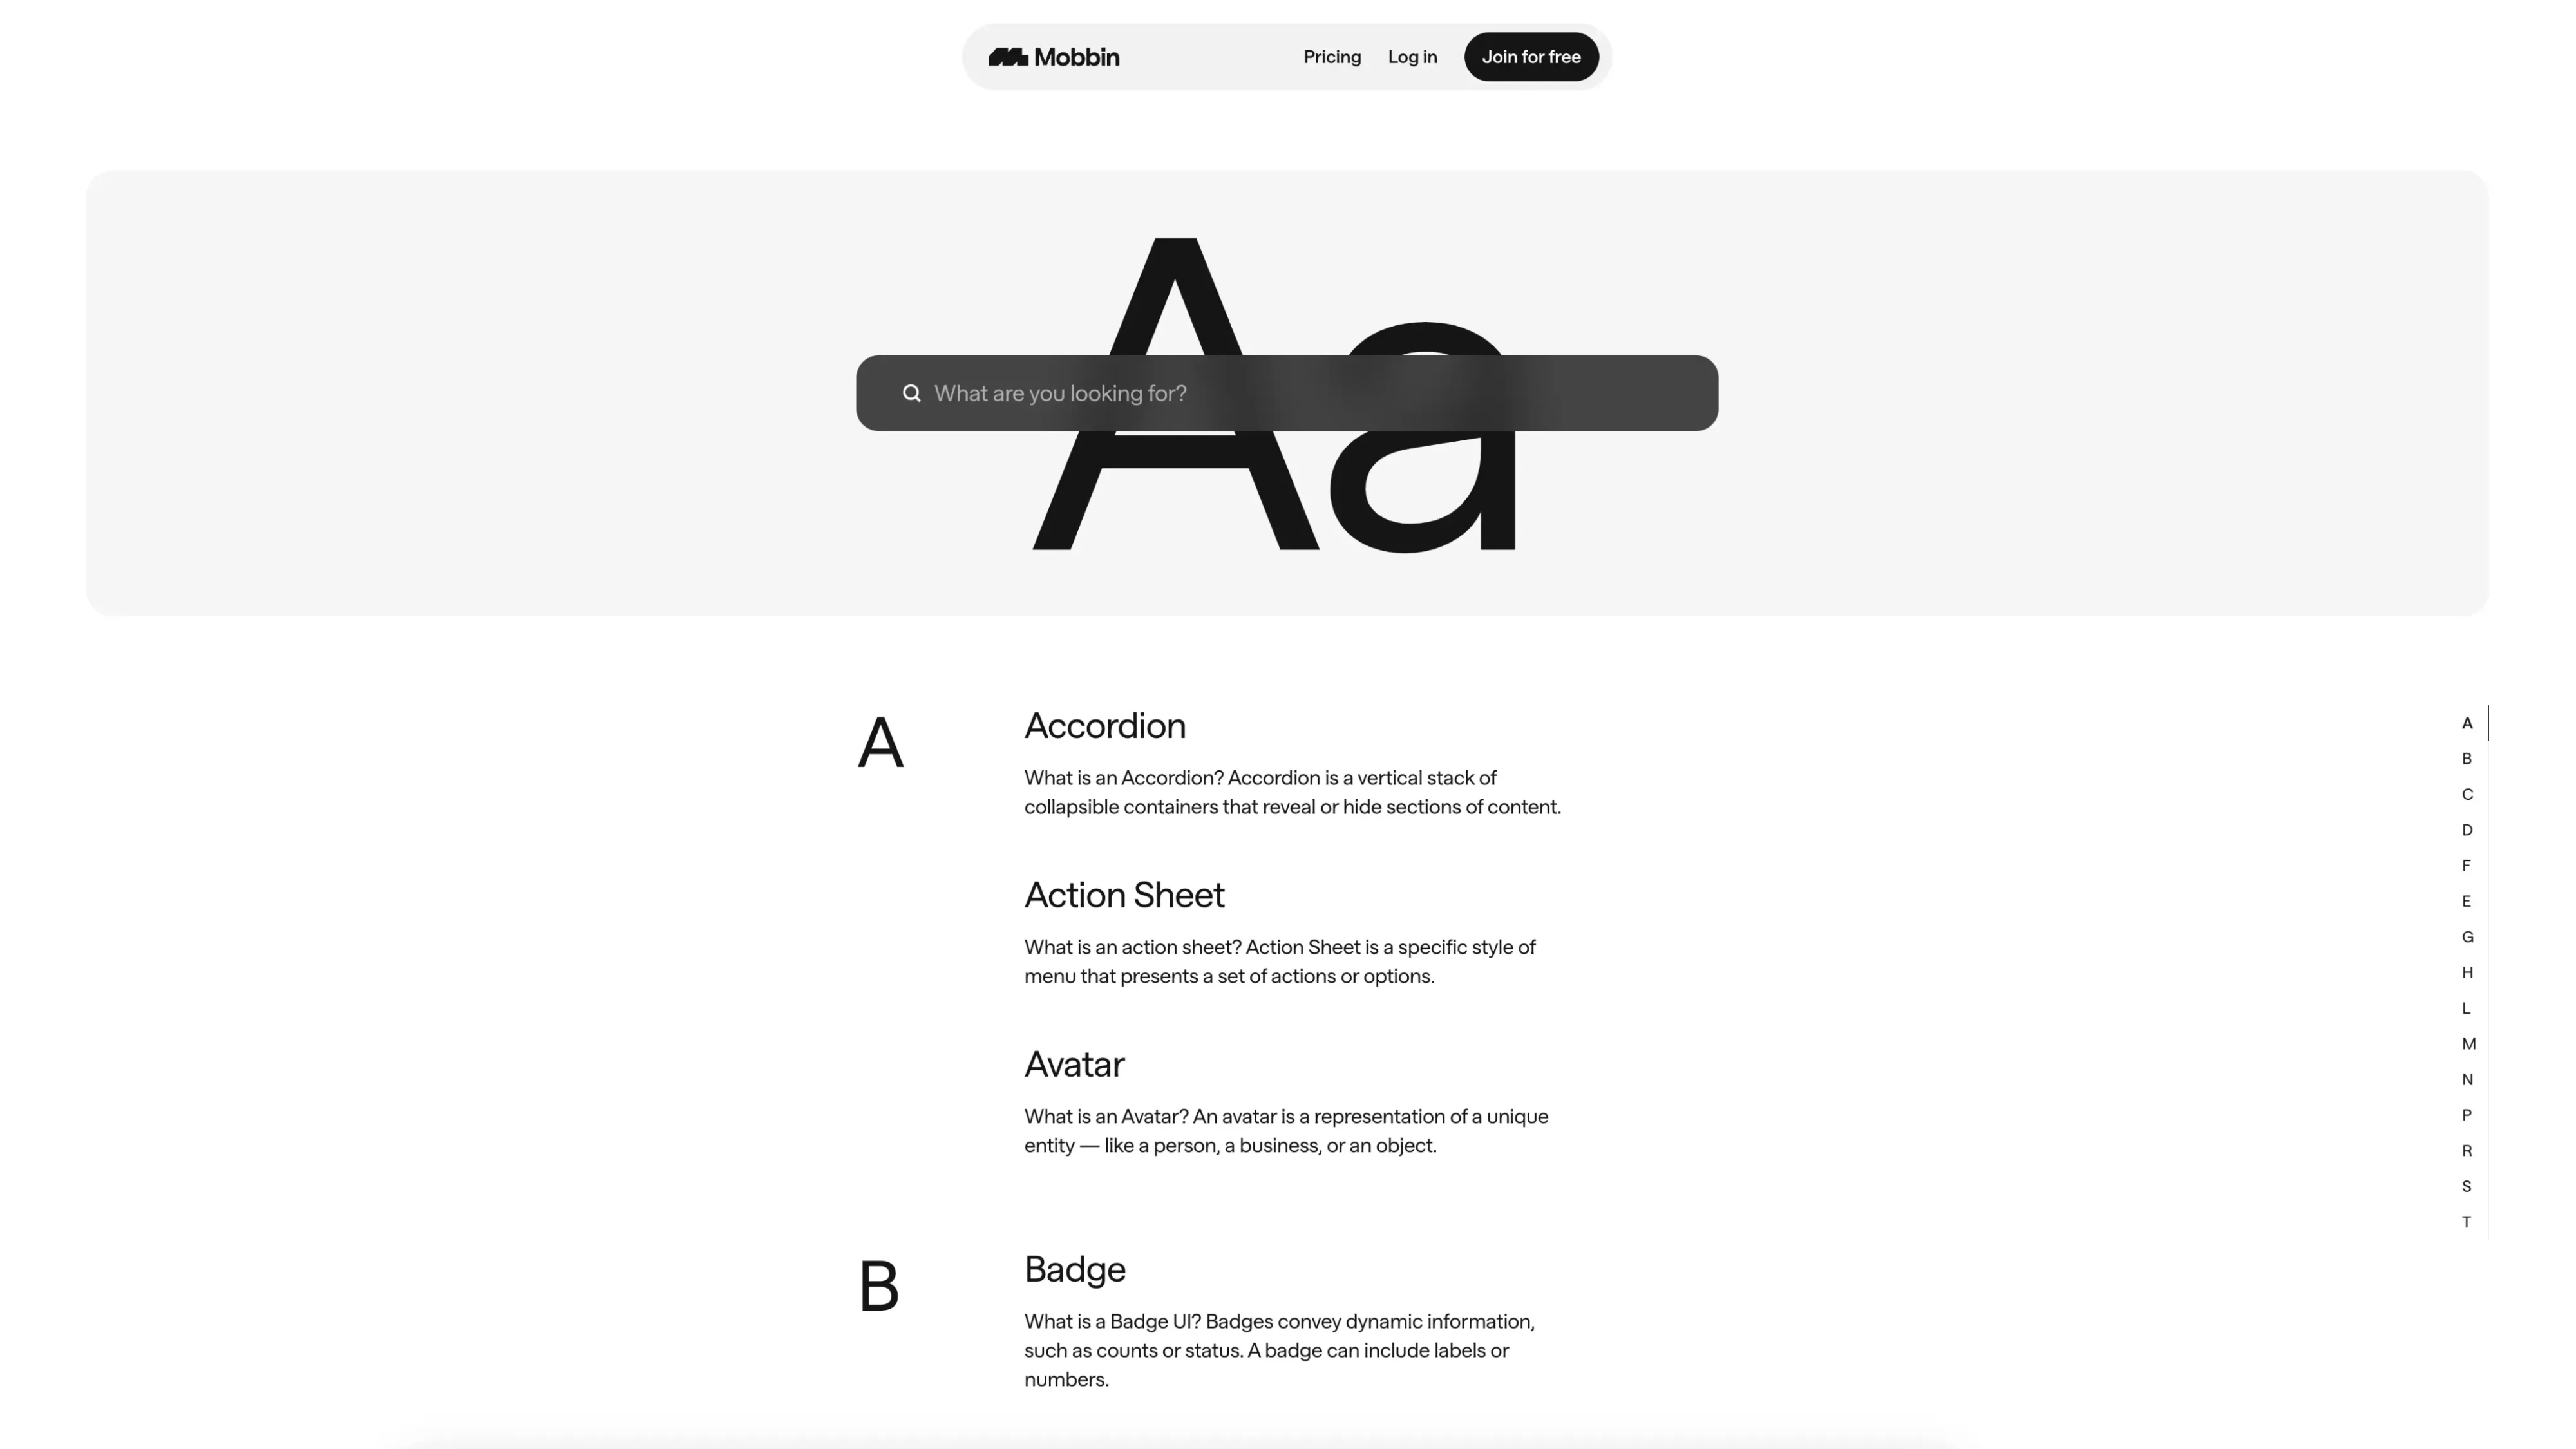 Mobbin
Pricing
Log in
Join for free
Aa
What are you looking for?
A
Accordion
What is an Accordion? Accordion is a vertical stack of
collapsible containers that reveal or hide sections of content.
Action Sheet
What is an action sheet? Action Sheet is a specific style of
menu that presents a set of actions or options.
Avatar
What is an Avatar? An avatar is a representation of a unique
entity — like a person, a business, or an object.
B
Badge
What is a Badge UI? Badges convey dynamic information,
such as counts or status. A badge can include labels or
numbers.
A
B
C
D
F
E
G
H
L
M
N
P
R
S
T